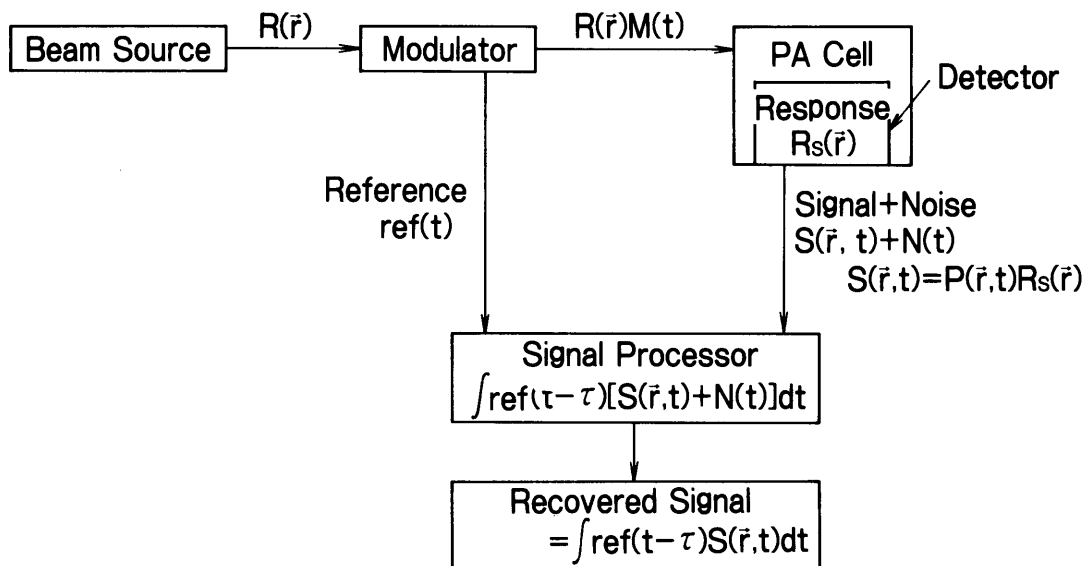 Beam Source
R(r⃗)
Modulator
R(r⃗)M(t)
PA Cell
Response
Rs(r⃗)
Detector
Reference
ref(t)
Signal+Noise
S(r⃗, t)+N(t)
S(r⃗,t)=P(r⃗,t)Rs(r⃗)
Signal Processor
∫ref(t−τ)[S(r⃗,t)+N(t)]dt
Recovered Signal
=∫ref(t−τ)S(r⃗,t)dt